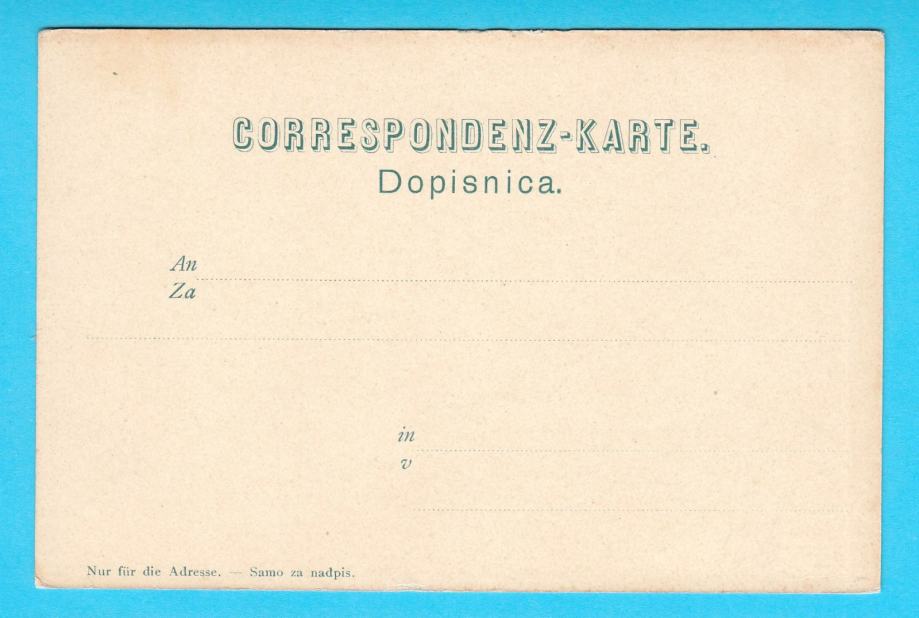 CORRESPONDENZ-KARTE.
Dopisnica.
An
Za
in
v
Nur für die Adresse. — Samo za nadpis.